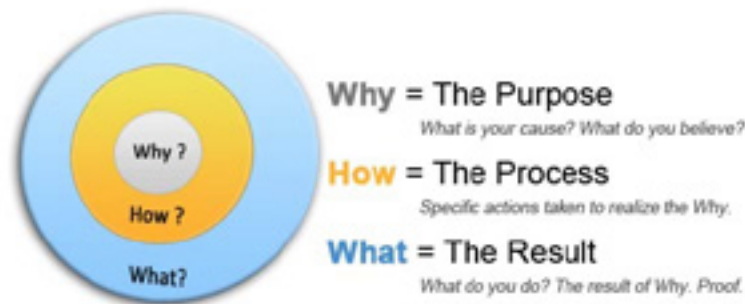 Why ?
How ?
What?
Why = The Purpose
What is your cause? What do you believe?
How = The Process
Specific actions taken to realize the Why.
What = The Result
What do you do? The result of Why. Proof.